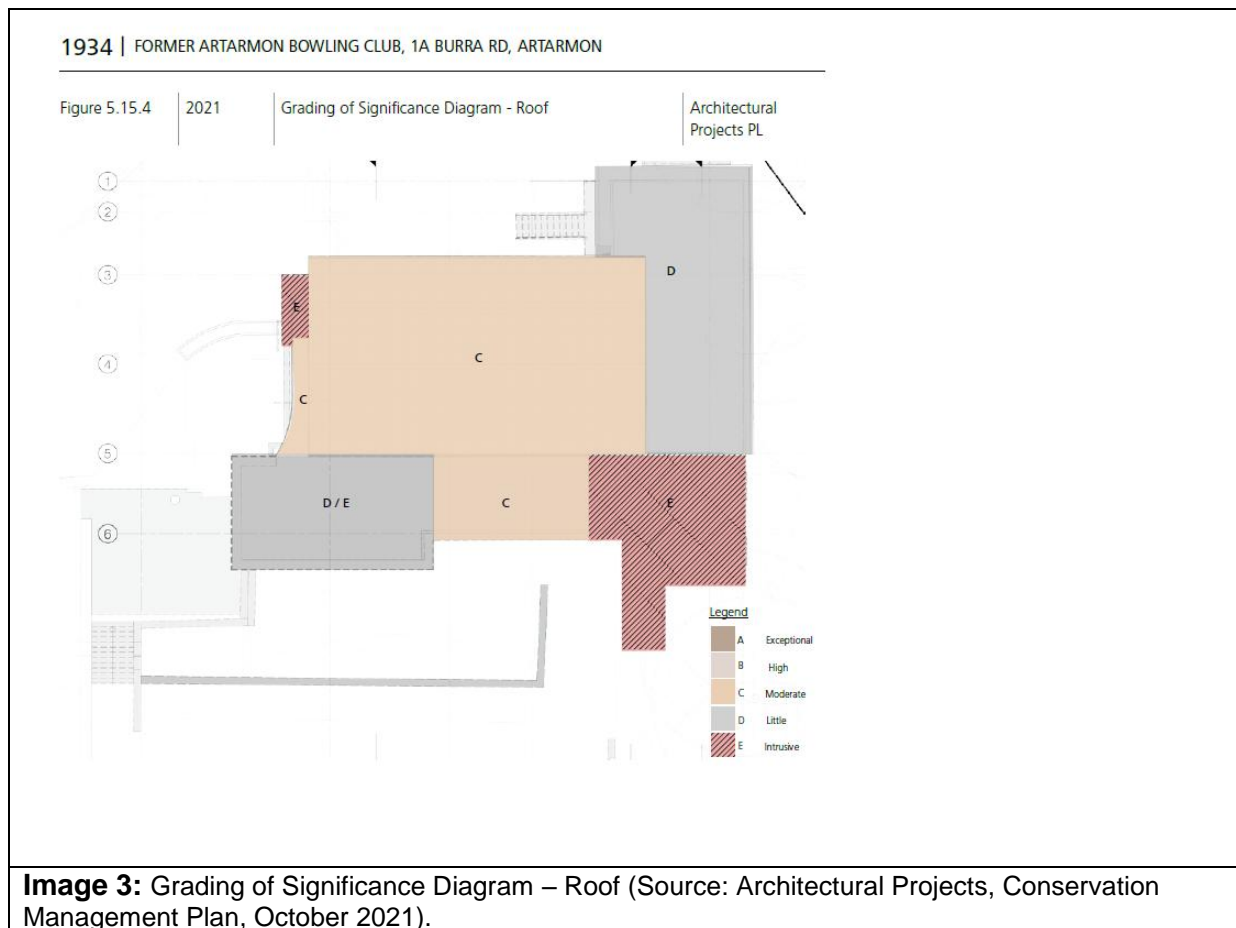 1934 | FORMER ARTARMON BOWLING CLUB, 1A BURRA RD, ARTARMON
Figure 5.15.4 2021 Grading of Significance Diagram - Roof Architectural
Projects PL
1
2
3
4
5
6
D
E
C
C
D / E
C
E
Legend
A Exceptional
B High
C Moderate
D Little
E Intrusive
Image 3: Grading of Significance Diagram – Roof (Source: Architectural Projects, Conservation
Management Plan, October 2021).